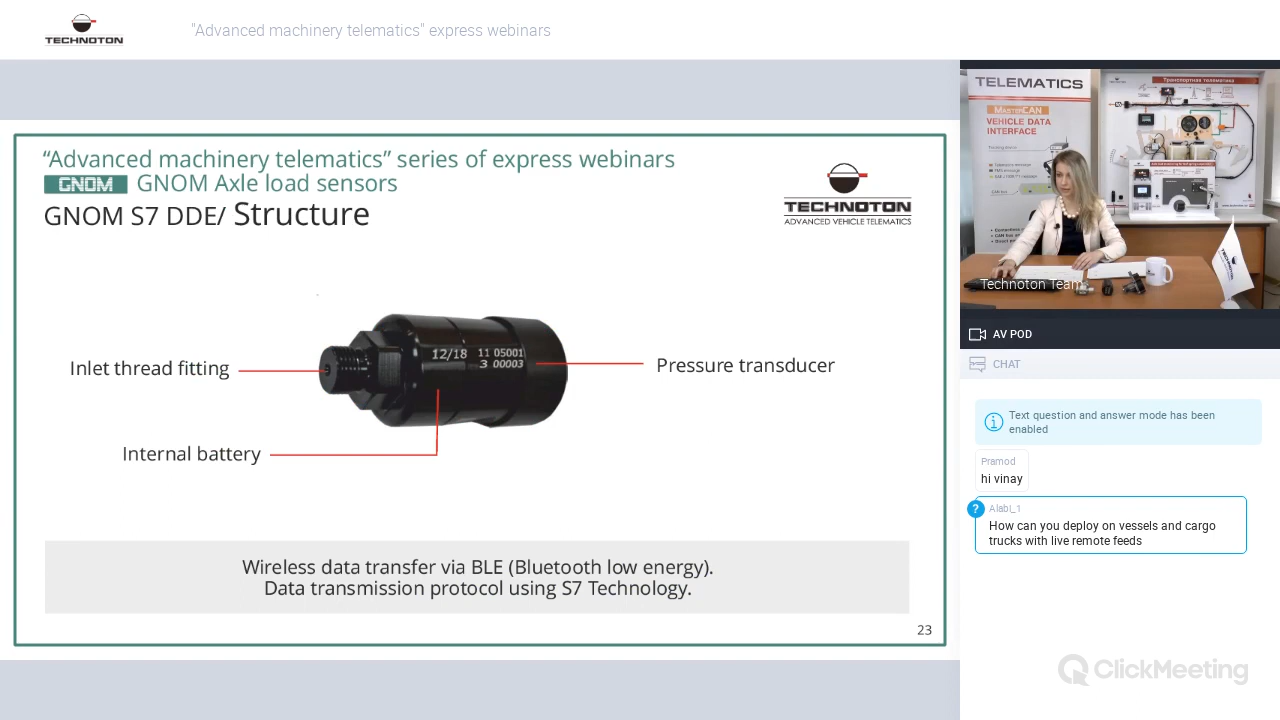 TECHNOTON
"Advanced machinery telematics" express webinars
“Advanced machinery telematics” series of express webinars
GNOM GNOM Axle load sensors
GNOM S7 DDE/ Structure
TECHNOTON
ADVANCED VEHICLE TELEMATICS
Inlet thread fitting
12/18 11 05001
3 00003
Pressure transducer
Internal battery
Wireless data transfer via BLE (Bluetooth low energy).
Data transmission protocol using S7 Technology.
23
TELEMATICS
MasterCAN
VEHICLE DATA
INTERFACE
Транспортная телематика
Technoton Team
AV POD
CHAT
Text question and answer mode has been
enabled
Pramod
hi vinay
?
Alabi_1
How can you deploy on vessels and cargo
trucks with live remote feeds
ClickMeeting